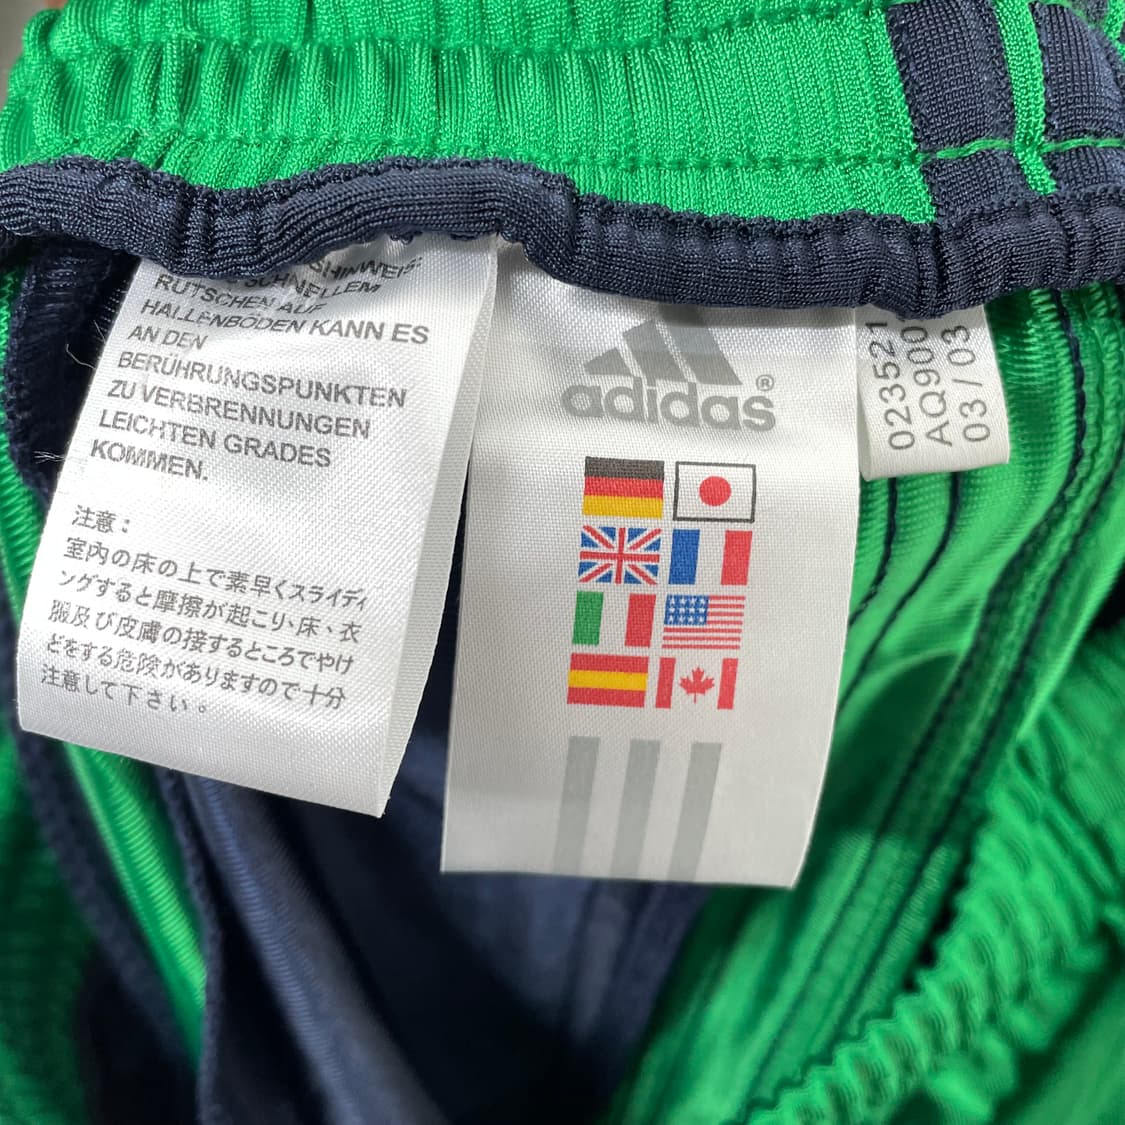 RUTSCHEN AUF
HALLENBÖDEN KANN ES
AN DEN
BERÜHRUNGSPUNKTEN
ZU VERBRENNUNGEN
LEICHTEN GRADES
KOMMEN.
注意：
室内の床の上で素早くスライディ
ングすると摩擦が起こり、床、衣
服及び皮膚の接するところでやけ
どをする危険がありますので十分
注意して下さい。
adidas®
023521
AQ900
03 / 03